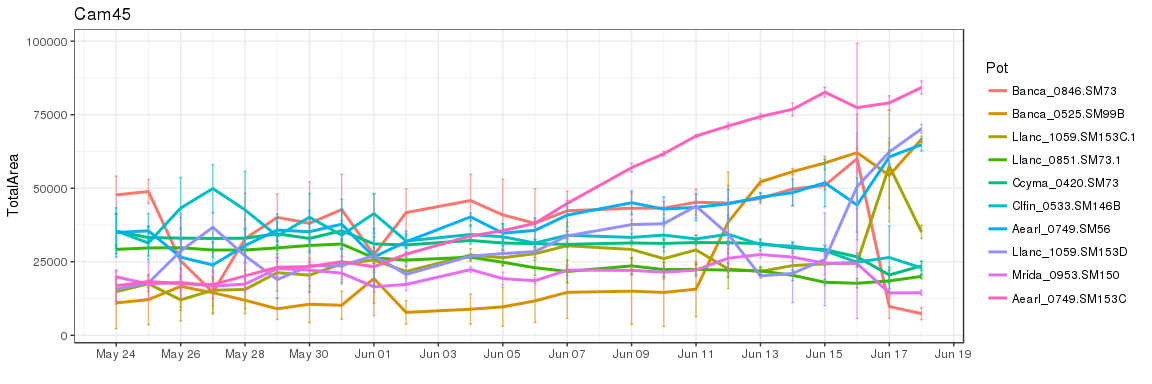 Cam45
TotalArea
100000
75000
50000
25000
0
May 24 May 26 May 28 May 30 Jun 01 Jun 03 Jun 05 Jun 07 Jun 09 Jun 11 Jun 13 Jun 15 Jun 17 Jun 19
Pot
Banca_0846.SM73
Banca_0525.SM99B
Llanc_1059.SM153C.1
Llanc_0851.SM73.1
Ccyma_0420.SM73
Clfin_0533.SM146B
Aearl_0749.SM56
Llanc_1059.SM153D
Mrida_0953.SM150
Aearl_0749.SM153C